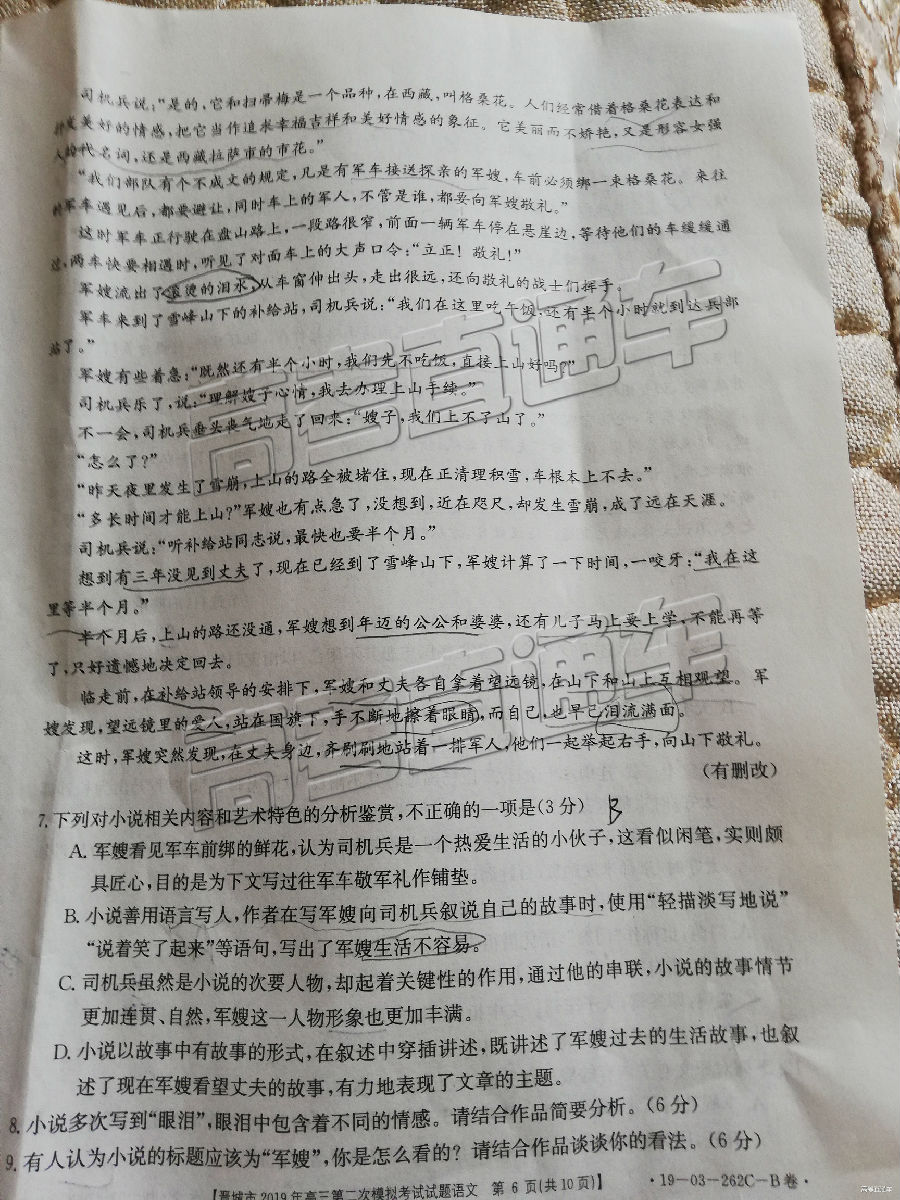 司机兵说:“是的,它和扫帚梅是一个品种,在西藏,叫格桑花。人们经常借着格桑花表达和
抒发美好的情感,把它当作追求幸福吉祥和美好情感的象征。它美丽而不娇艳,又是形容女强
人的代名词,还是西藏拉萨市的市花。”
“我们部队有个不成文的规定,凡是有军车接送探亲的军嫂,车前必须绑一束格桑花。来往
军车遇见后,都要避让,同时车上的军人,不管是谁,都要向军嫂敬礼。”
这时军车正行驶在盘山路上,一段路很窄,前面一辆军车停在悬崖边,等待他们的车缓缓通
过,两车快要相遇时,听见了对面车上的大声口令:“立正!敬礼!”
军嫂流出了滚烫的泪水,从车窗伸出头,走出很远,还向敬礼的战士们挥手。
军车来到了雪峰山下的补给站,司机兵说:“我们在这里吃午饭,还有半个小时就到达兵部
站了。”
军嫂有些着急:“既然还有半个小时,我们先不吃饭,直接上山好吗?”
司机兵乐了,说:“理解嫂子心情,我去办理上山手续。”
不一会,司机兵垂头丧气地走了回来:“嫂子,我们上不了山了。”
“怎么了?”
“昨天夜里发生了雪崩,上山的路全被堵住,现在正清理积雪,车根本上不去。”
“多长时间才能上山?”军嫂也有点急了,没想到,近在咫尺,却发生雪崩,成了远在天涯。
司机兵说:“听补给站同志说,最快也要半个月。”
想到有三年没见到丈夫了,现在已经到了雪峰山下,军嫂计算了一下时间,一咬牙:“我在这
里等半个月。”
半个月后,上山的路还没通,军嫂想到年迈的公公和婆婆,还有儿子马上要上学,不能再等
了,只好遗憾地决定回去。
临走前,在补给站领导的安排下,军嫂和丈夫各自拿着望远镜,在山下和山上互相观望。军
嫂发现,望远镜里的爱人,站在国旗下,手不断地擦着眼睛,而自己,也早已泪流满面。
这时,军嫂突然发现,在丈夫身边,齐刷刷地站着一排军人,他们一起举起右手,向山下敬礼。
(有删改)
7.下列对小说相关内容和艺术特色的分析鉴赏,不正确的一项是(3分) B
A.军嫂看见军车前绑的鲜花,认为司机兵是一个热爱生活的小伙子,这看似闲笔,实则颇
具匠心,目的是为下文写过往军车敬军礼作铺垫。
B.小说善用语言写人,作者在写军嫂向司机兵叙说自己的故事时,使用“轻描淡写地说”
“说着笑了起来”等语句,写出了军嫂生活不容易。
C.司机兵虽然是小说的次要人物,却起着关键性的作用,通过他的串联,小说的故事情节
更加连贯、自然,军嫂这一人物形象也更加丰满。
D.小说以故事中有故事的形式,在叙述中穿插讲述,既讲述了军嫂过去的生活故事,也叙
述了现在军嫂看望丈夫的故事,有力地表现了文章的主题。
8.小说多次写到“眼泪”,眼泪中包含着不同的情感。请结合作品简要分析。(6分)
9.有人认为小说的标题应该为“军嫂”,你是怎么看的?请结合作品谈谈你的看法。(6分)
【晋城市2019年高三第二次模拟考试试题语文 第6页(共10页)】 ·19-03-262C-B卷·
高考直通车
高考直通车